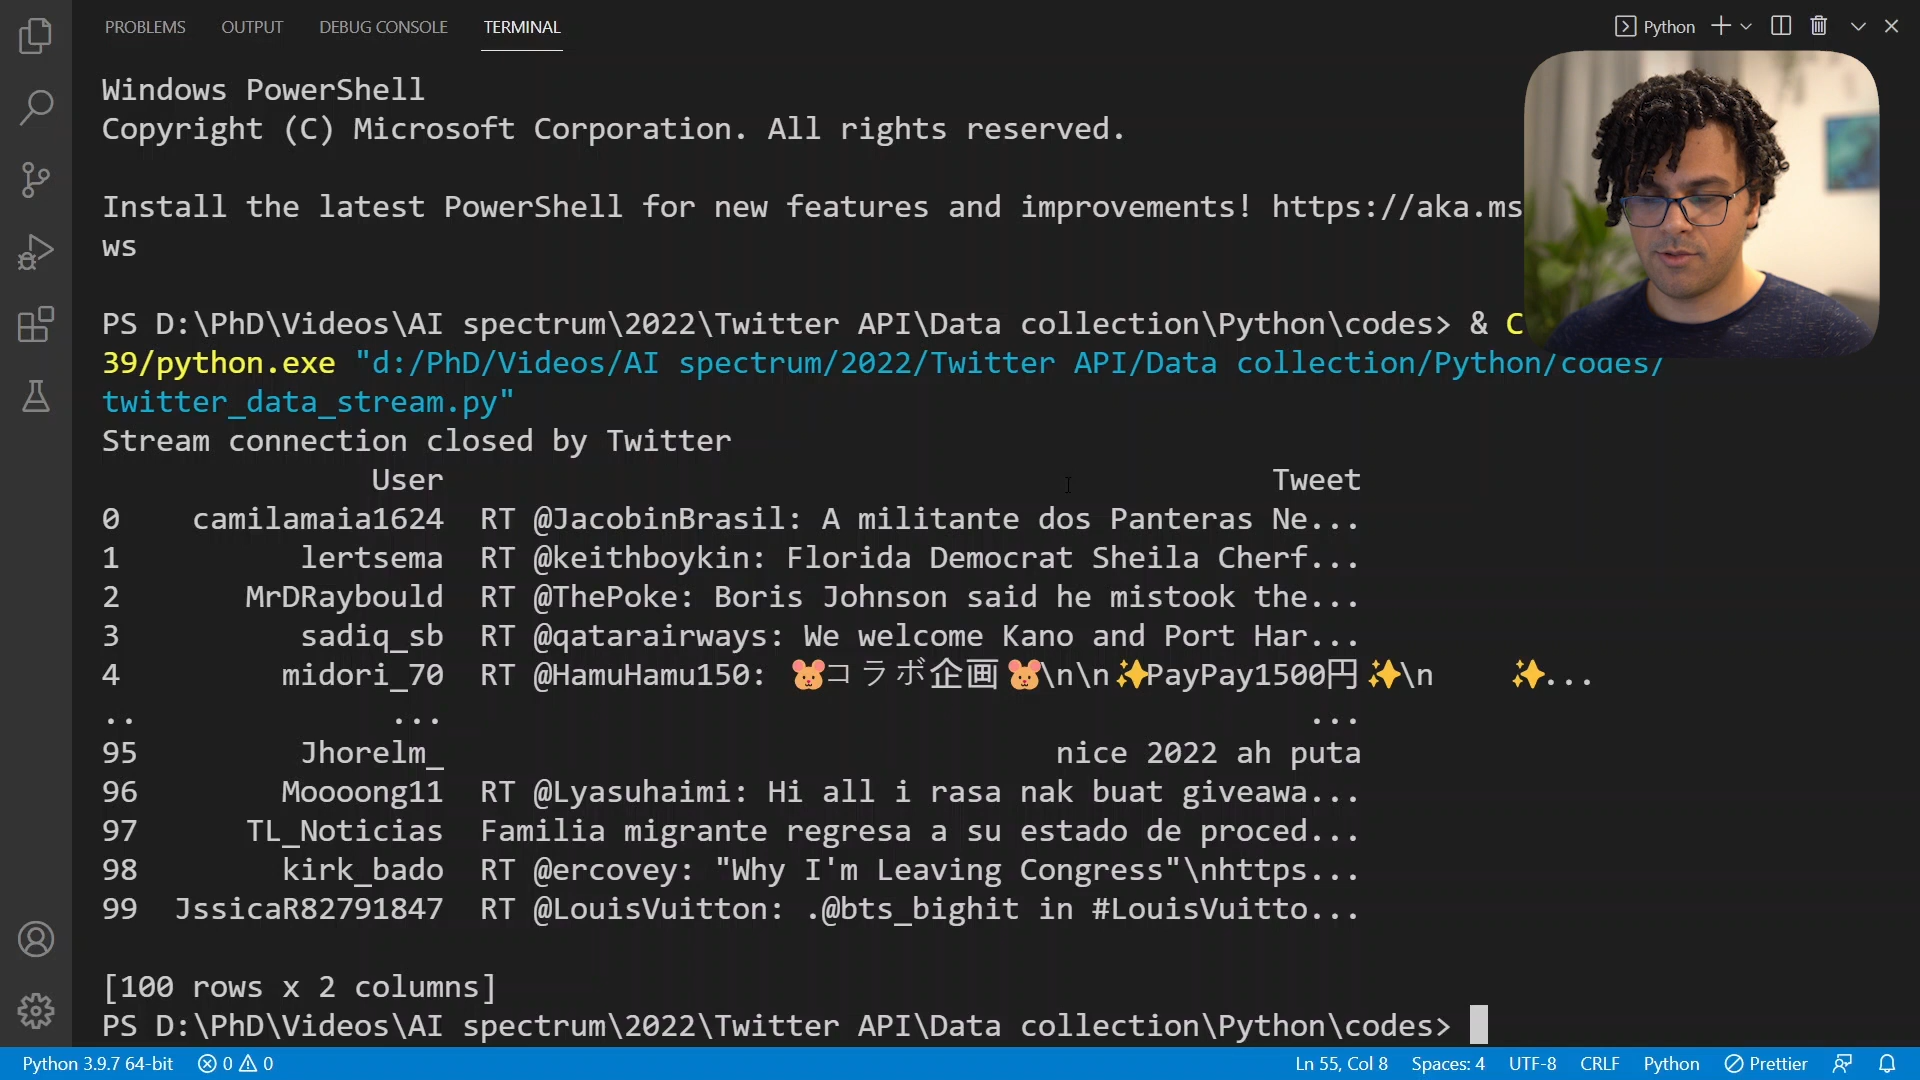 PROBLEMS OUTPUT DEBUG CONSOLE TERMINAL Python
Windows PowerShell
Copyright (C) Microsoft Corporation. All rights reserved.
Install the latest PowerShell for new features and improvements! https://aka.ms
ws
PS D:\PhD\Videos\AI spectrum\2022\Twitter API\Data collection\Python\codes> & C
39/python.exe "d:/PhD/Videos/AI spectrum/2022/Twitter API/Data collection/Python/codes/
twitter_data_stream.py"
Stream connection closed by Twitter
User Tweet
0 camilamaia1624 RT @JacobinBrasil: A militante dos Panteras Ne...
1 lertsema RT @keithboykin: Florida Democrat Sheila Cherf...
2 MrDRaybould RT @ThePoke: Boris Johnson said he mistook the...
3 sadiq_sb RT @qatarairways: We welcome Kano and Port Har...
4 midori_70 RT @HamuHamu150: 🐹コラボ企画🐹\n\n✨PayPay1500円✨\n ✨...
.. ... ...
95 Jhorelm_ nice 2022 ah puta
96 Moooong11 RT @Lyasuhaimi: Hi all i rasa nak buat giveawa...
97 TL_Noticias Familia migrante regresa a su estado de proced...
98 kirk_bado RT @ercovey: "Why I'm Leaving Congress"\nhttps...
99 JssicaR82791847 RT @LouisVuitton: .@bts_bighit in #LouisVuitto...
[100 rows x 2 columns]
PS D:\PhD\Videos\AI spectrum\2022\Twitter API\Data collection\Python\codes>
Python 3.9.7 64-bit 0 0 Ln 55, Col 8 Spaces: 4 UTF-8 CRLF Python Prettier